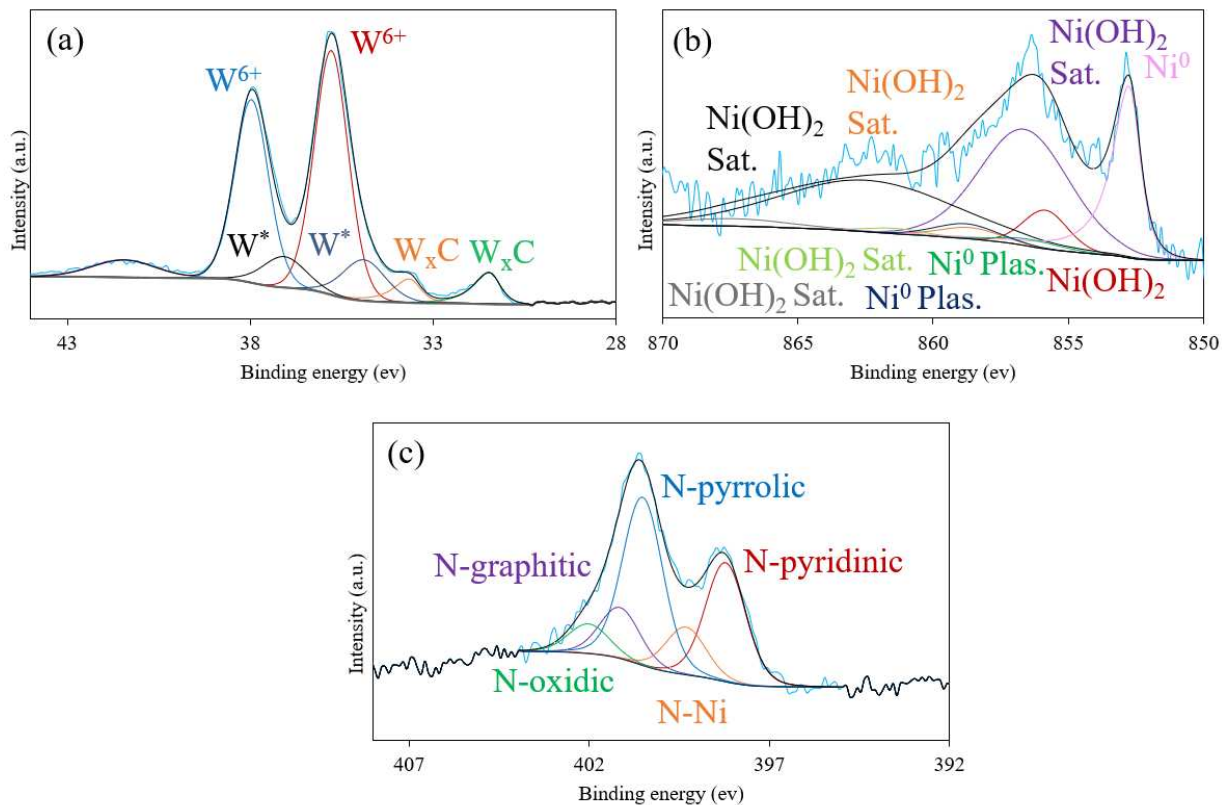 (a)
W6+
W6+
W*
W*
WxC
WxC
Intensity (a.u.)
43
38
33
28
Binding energy (ev)
(b)
Ni(OH)2
Sat.
Ni0
Ni(OH)2
Sat.
Ni(OH)2
Sat.
Ni(OH)2 Sat.
Ni0 Plas.
Ni(OH)2
Ni(OH)2 Sat.
Ni0 Plas.
Intensity (a.u.)
870
865
860
855
850
Binding energy (ev)
(c)
N-pyrrolic
N-graphitic
N-pyridinic
N-oxidic
N-Ni
Intensity (a.u.)
407
402
397
392
Binding energy (ev)